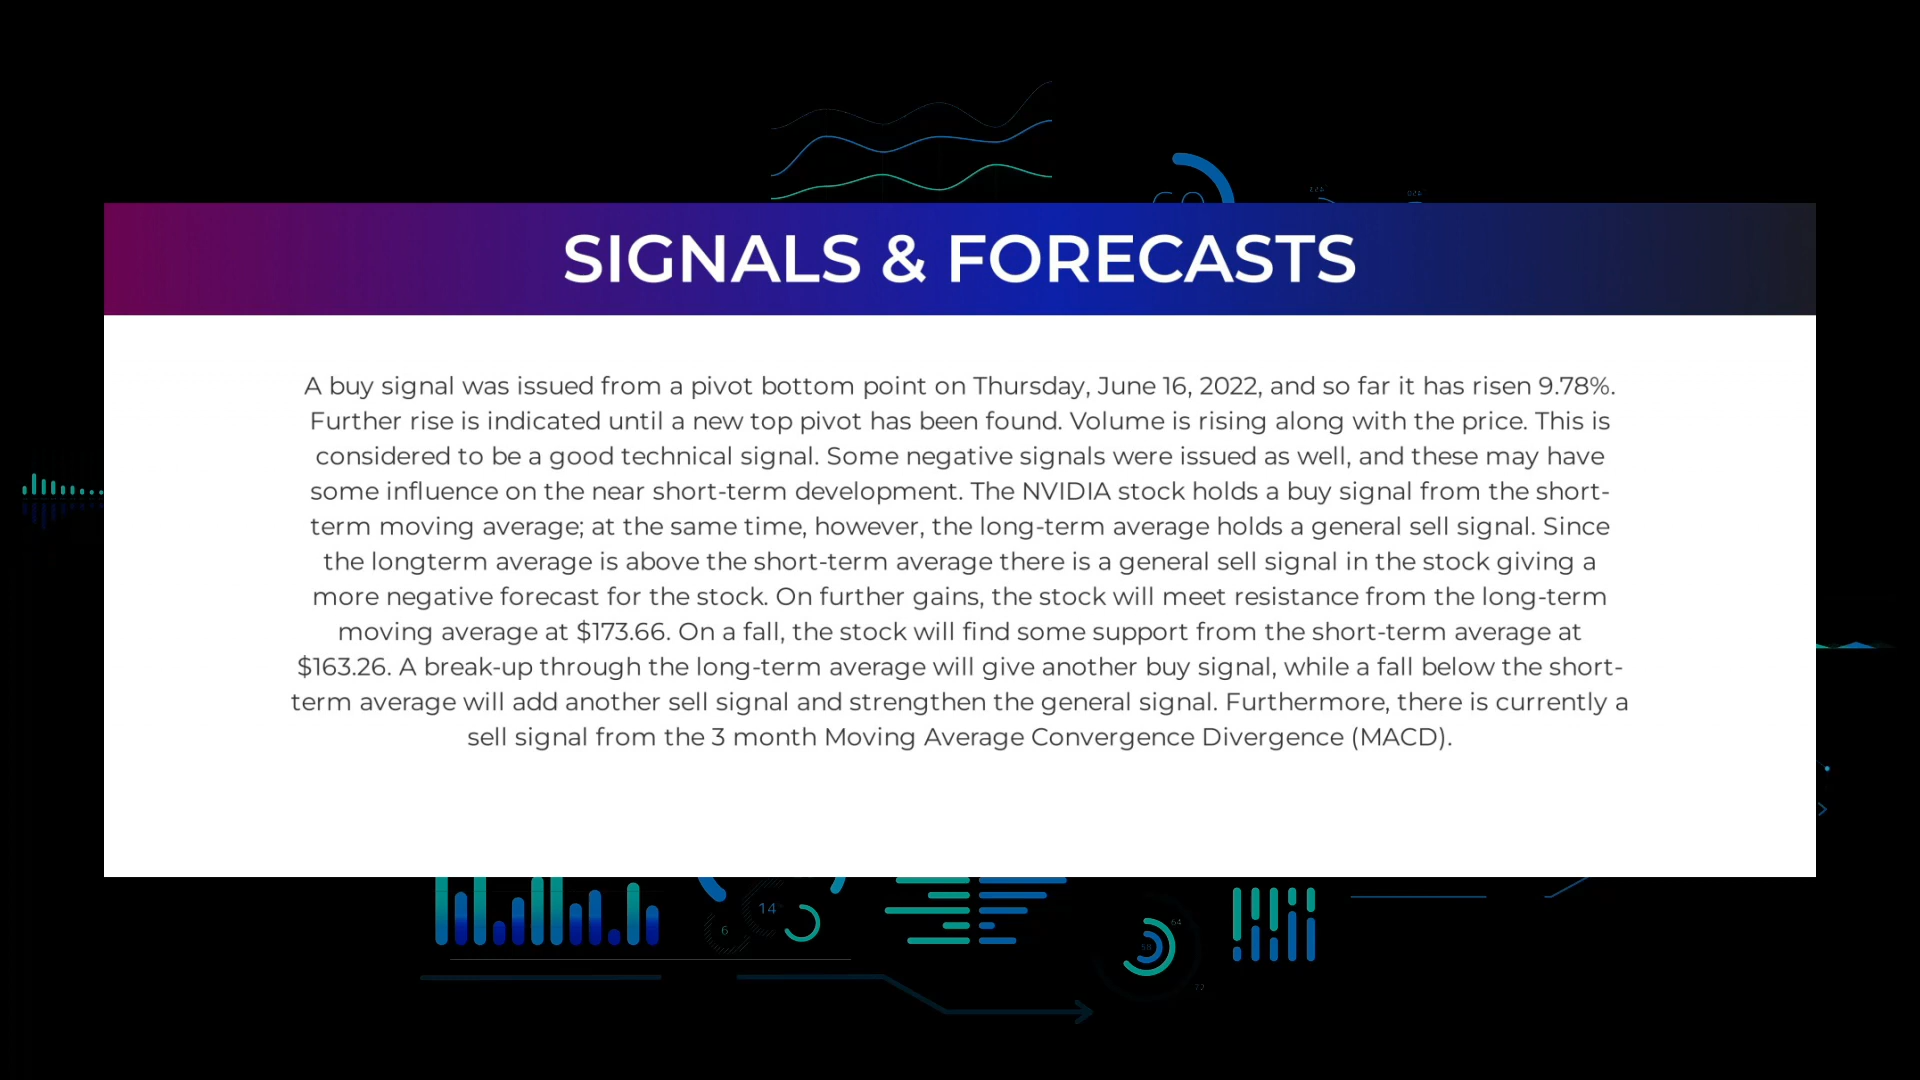 SIGNALS & FORECASTS
A buy signal was issued from a pivot bottom point on Thursday, June 16, 2022, and so far it has risen 9.78%.
Further rise is indicated until a new top pivot has been found. Volume is rising along with the price. This is
considered to be a good technical signal. Some negative signals were issued as well, and these may have
some influence on the near short-term development. The NVIDIA stock holds a buy signal from the short-
term moving average; at the same time, however, the long-term average holds a general sell signal. Since
the longterm average is above the short-term average there is a general sell signal in the stock giving a
more negative forecast for the stock. On further gains, the stock will meet resistance from the long-term
moving average at $173.66. On a fall, the stock will find some support from the short-term average at
$163.26. A break-up through the long-term average will give another buy signal, while a fall below the short-
term average will add another sell signal and strengthen the general signal. Furthermore, there is currently a
sell signal from the 3 month Moving Average Convergence Divergence (MACD).
14
6
64